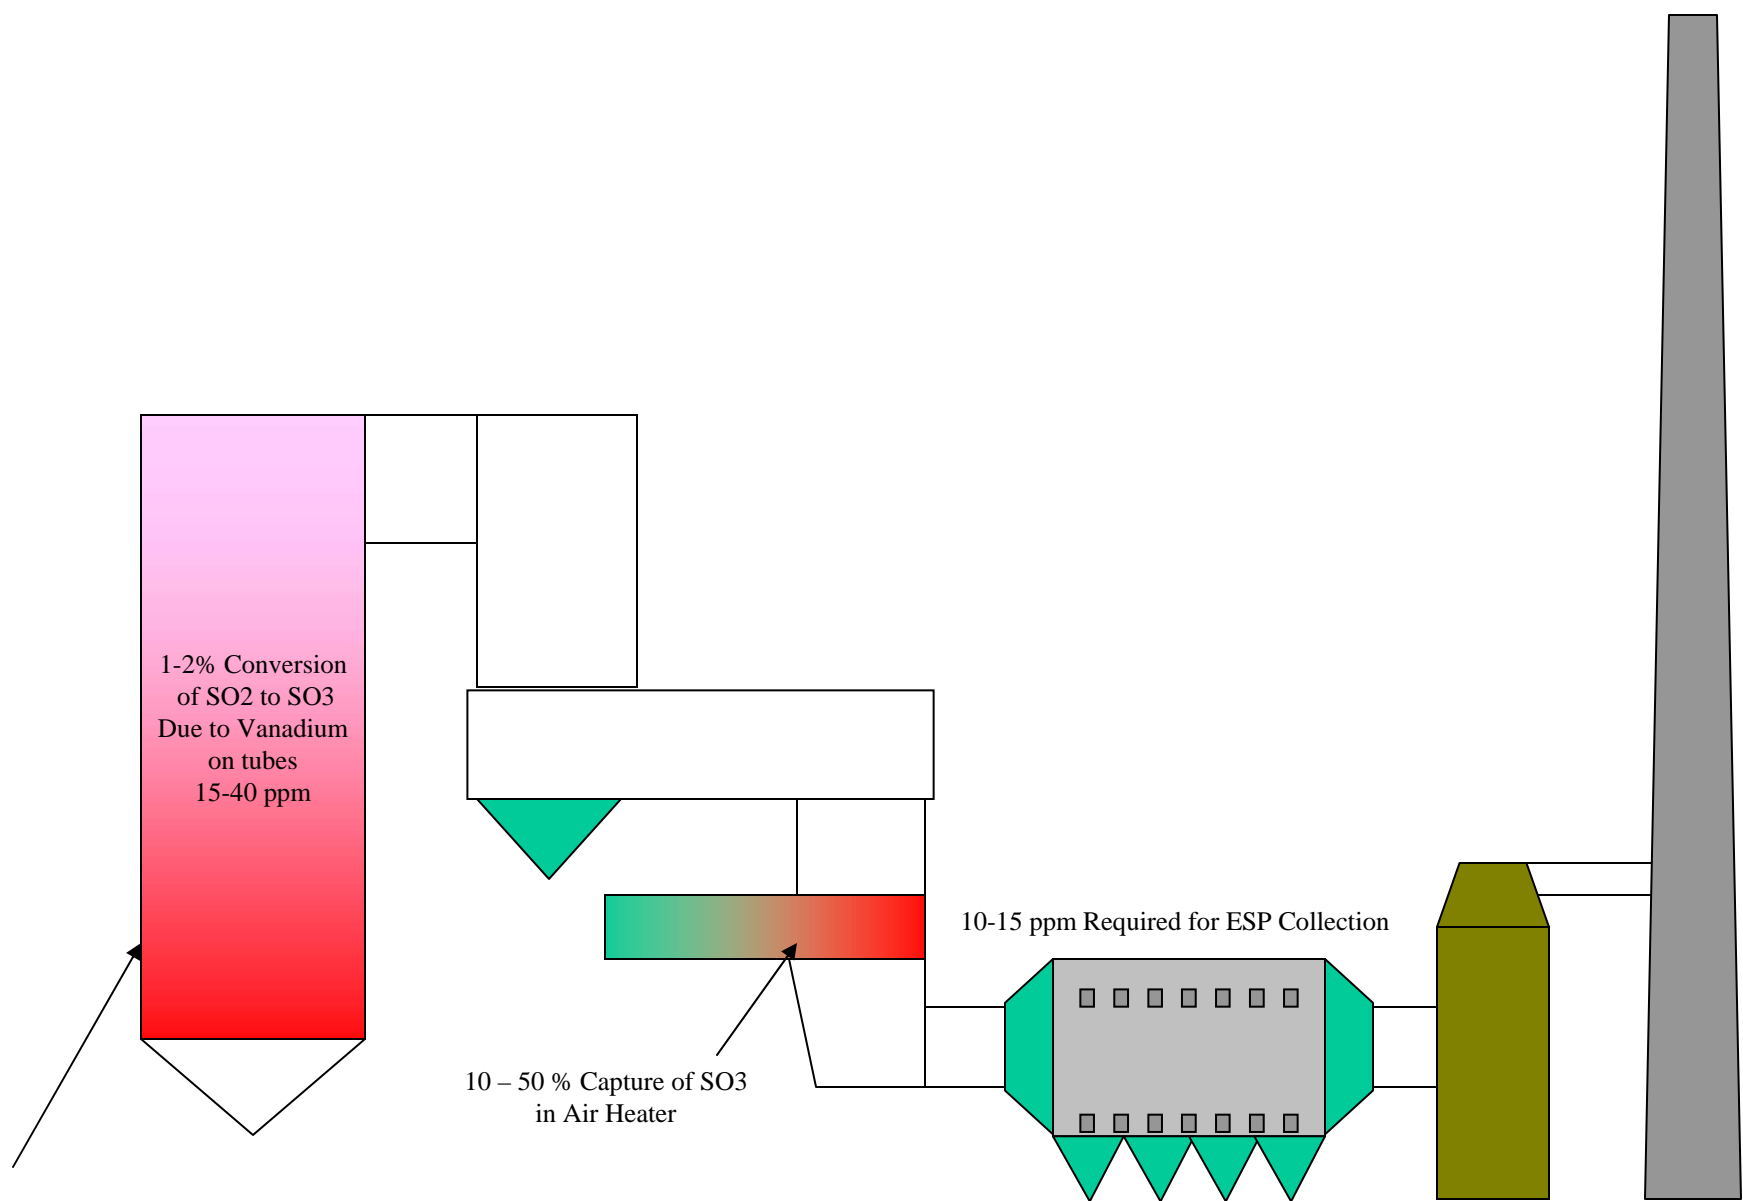 1-2% Conversion
of SO2 to SO3
Due to Vanadium
on tubes
15-40 ppm
10-15 ppm Required for ESP Collection
10 – 50 % Capture of SO3
in Air Heater